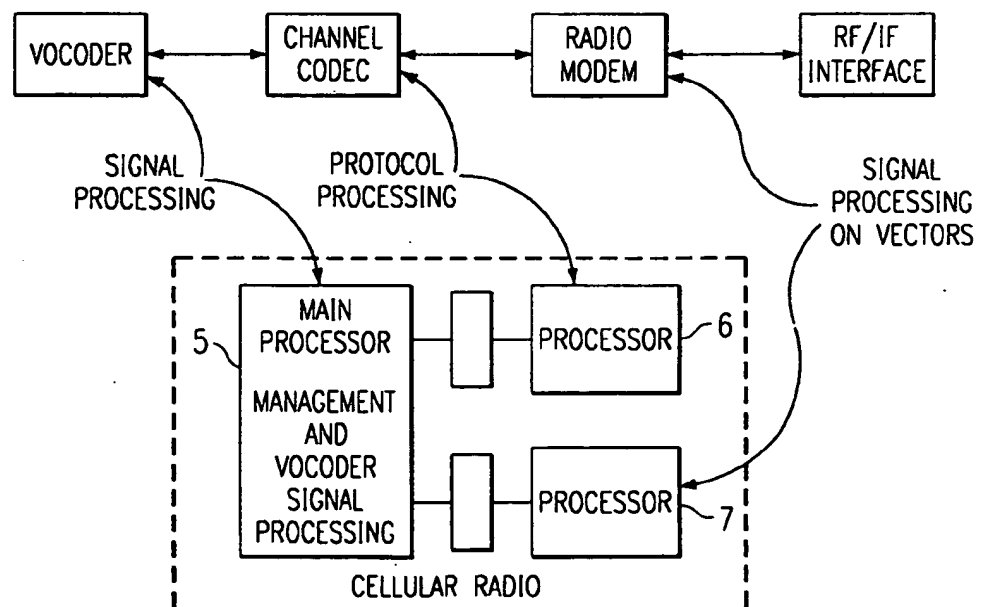 VOCODER
CHANNEL
CODEC
RADIO
MODEM
RF/IF
INTERFACE
SIGNAL
PROCESSING
PROTOCOL
PROCESSING
SIGNAL
PROCESSING
ON VECTORS
5
MAIN
PROCESSOR
MANAGEMENT
AND
VOCODER
SIGNAL
PROCESSING
PROCESSOR
6
PROCESSOR
7
CELLULAR RADIO